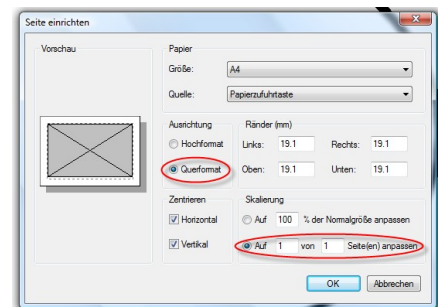 Seite einrichten
Vorschau
Papier
Größe: A4
Quelle: Papierzufuhrtaste
Ausrichtung
Hochformat
Querformat
Ränder (mm)
Links: 19.1 Rechts: 19.1
Oben: 19.1 Unten: 19.1
Zentrieren
Horizontal
Vertikal
Skalierung
Auf 100 % der Normalgröße anpassen
Auf 1 von 1 Seite(en) anpassen
OK Abbrechen